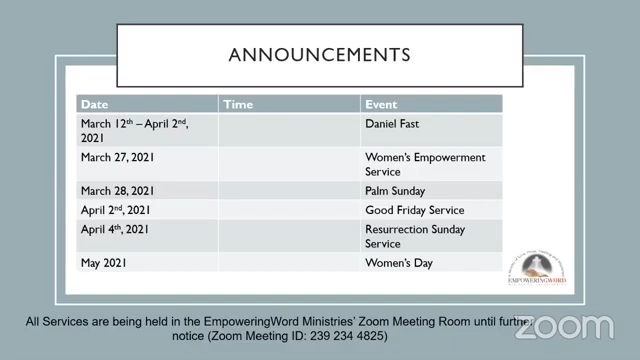 ANNOUNCEMENTS
Date Time Event
March 12th – April 2nd, Daniel Fast
2021
March 27, 2021 Women's Empowerment
Service
March 28, 2021 Palm Sunday
April 2nd, 2021 Good Friday Service
April 4th, 2021 Resurrection Sunday
Service
May 2021 Women's Day
EMPOWERINGWORD
All Services are being held in the EmpoweringWord Ministries' Zoom Meeting Room until further
notice (Zoom Meeting ID: 239 234 4825)
zoom